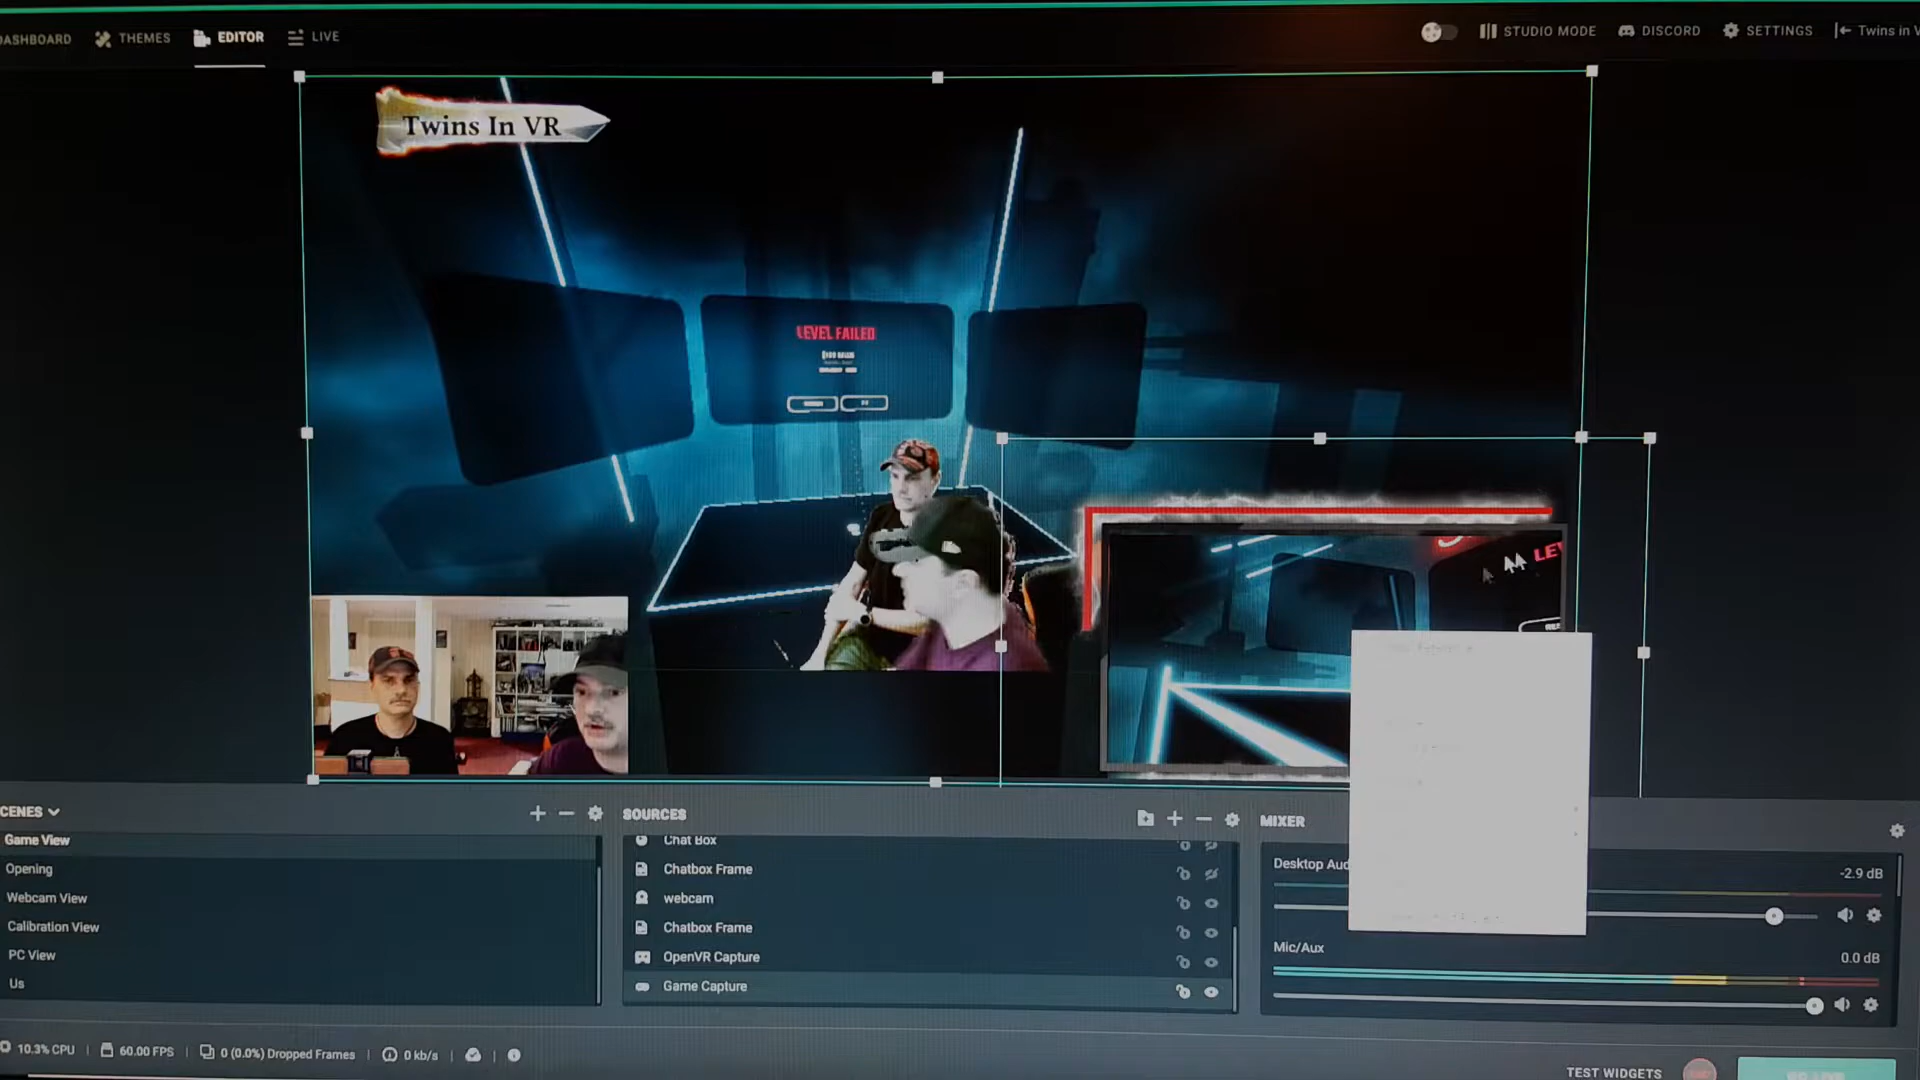 DASHBOARD
THEMES
EDITOR
LIVE
STUDIO MODE
DISCORD
SETTINGS
Twins in V
Twins In VR
LEVEL FAILED
LEV
CENES
SOURCES
MIXER
Game View
Opening
Webcam View
Calibration View
PC View
Us
Chat Box
Chatbox Frame
webcam
Chatbox Frame
OpenVR Capture
Game Capture
Desktop Aud
-2.9 dB
Mic/Aux
0.0 dB
10.3% CPU
60.00 FPS
0 (0.0%) Dropped Frames
0 kb/s
TEST WIDGETS